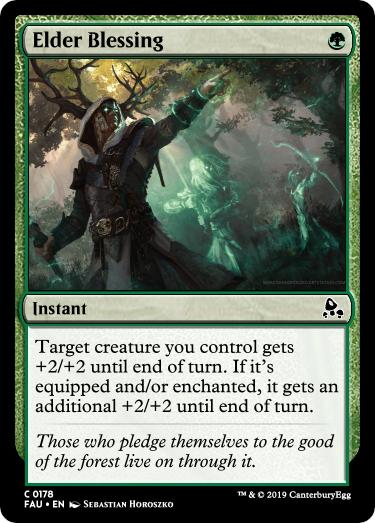 Elder Blessing
Instant
Target creature you control gets
+2/+2 until end of turn. If it's
equipped and/or enchanted, it gets an
additional +2/+2 until end of turn.
Those who pledge themselves to the good
of the forest live on through it.
C 0178
FAU • EN Sebastian Horoszko
™ & © 2019 CanterburyEgg